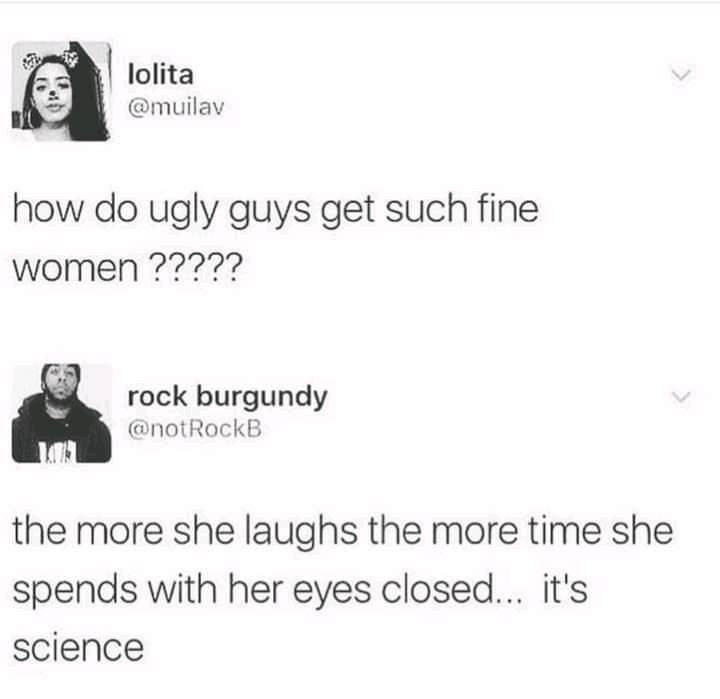 lolita
@muilav
how do ugly guys get such fine
women ?????
rock burgundy
@notRockB
the more she laughs the more time she
spends with her eyes closed... it's
science